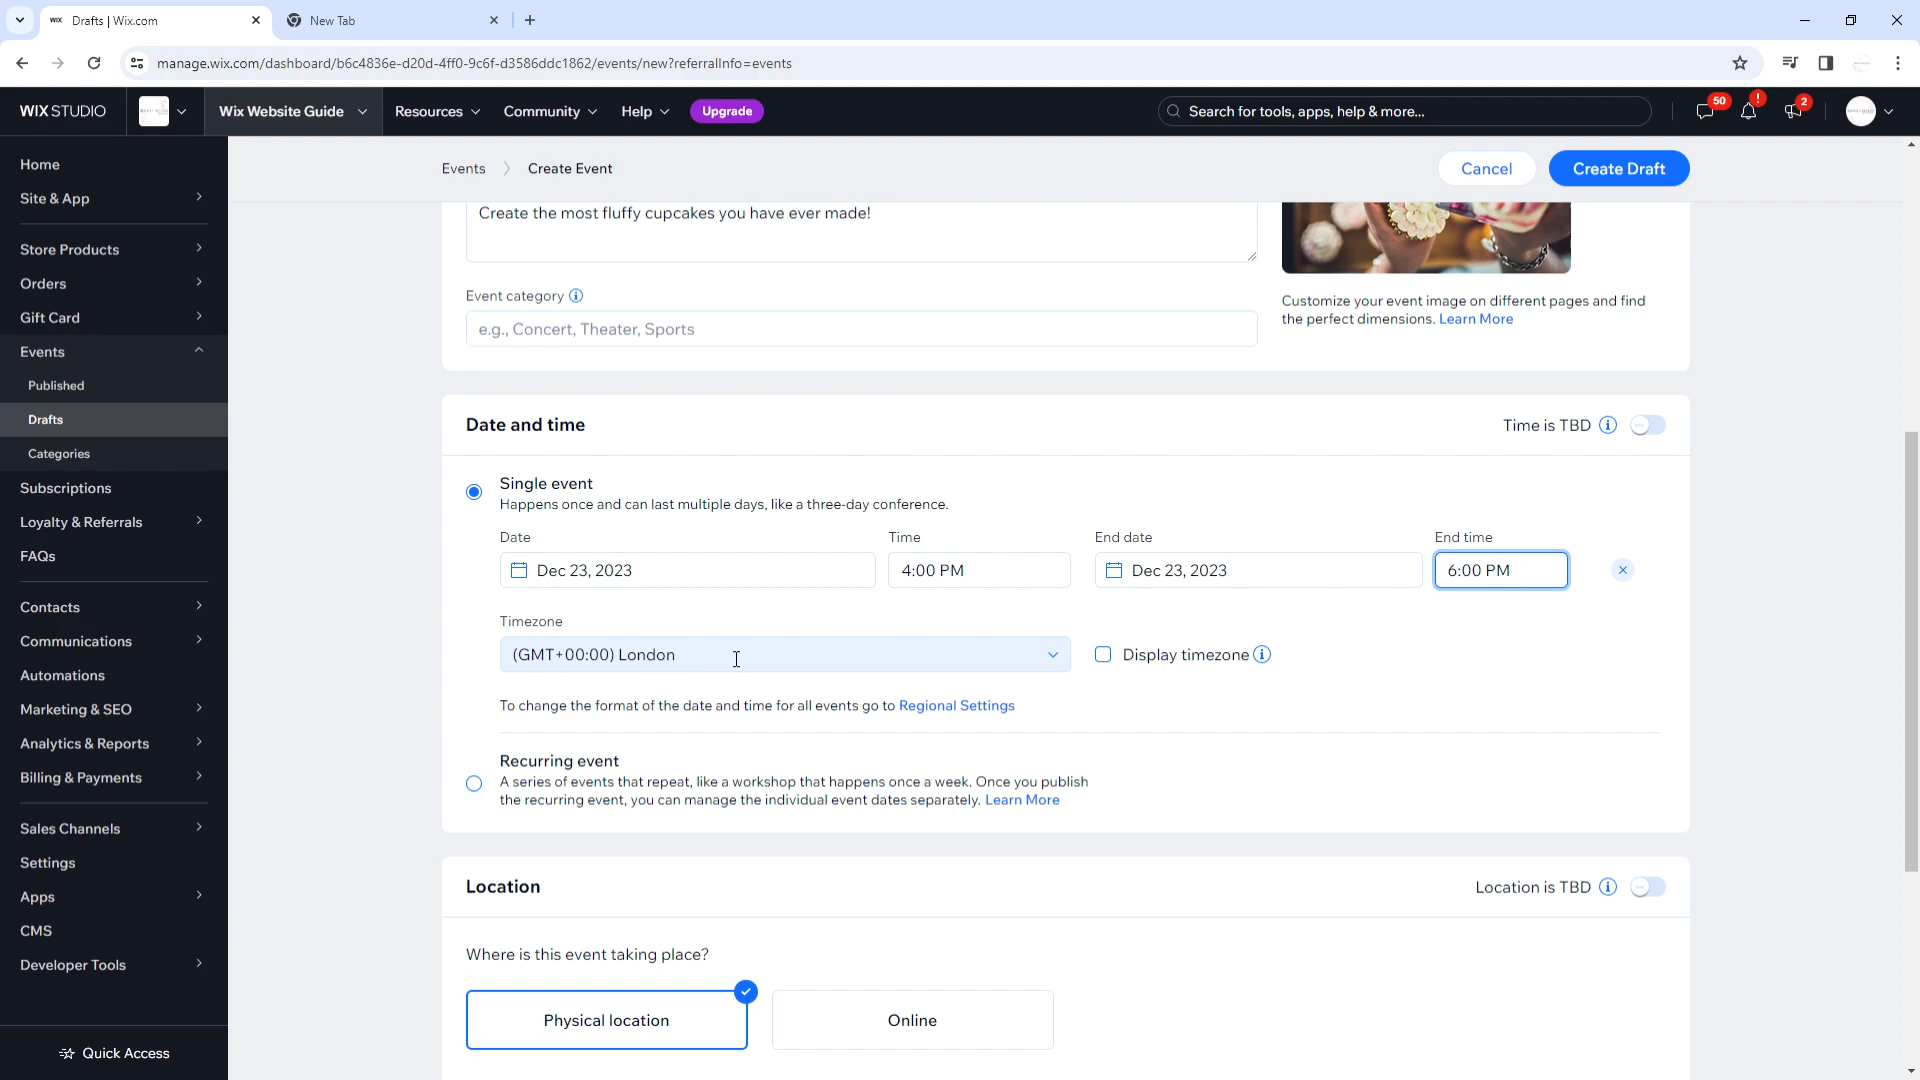 Drafts | Wix.com
New Tab
manage.wix.com/dashboard/b6c4836e-d20d-4ff0-9c6f-d3586ddc1862/events/new?referralInfo=events
WIX STUDIO
Wix Website Guide
Resources
Community
Help
Upgrade
Search for tools, apps, help & more...
50
!
2
Home
Site & App
Store Products
Orders
Gift Card
Events
Published
Drafts
Categories
Subscriptions
Loyalty & Referrals
FAQs
Contacts
Communications
Automations
Marketing & SEO
Analytics & Reports
Billing & Payments
Sales Channels
Settings
Apps
CMS
Developer Tools
Quick Access
Events
Create Event
Cancel
Create Draft
Create the most fluffy cupcakes you have ever made!
Event category
e.g., Concert, Theater, Sports
Customize your event image on different pages and find
the perfect dimensions. Learn More
Date and time
Time is TBD
Single event
Happens once and can last multiple days, like a three-day conference.
Date
Time
End date
End time
Dec 23, 2023
4:00 PM
Dec 23, 2023
6:00 PM
Timezone
(GMT+00:00) London
Display timezone
To change the format of the date and time for all events go to Regional Settings
Recurring event
A series of events that repeat, like a workshop that happens once a week. Once you publish
the recurring event, you can manage the individual event dates separately. Learn More
Location
Location is TBD
Where is this event taking place?
Physical location
Online